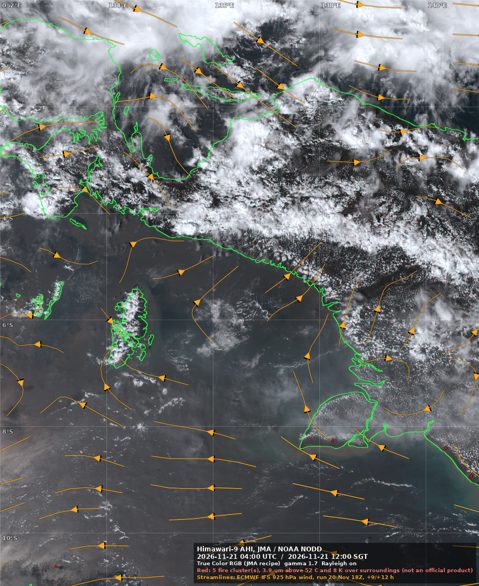 135°E
6°S
8°S
10°S
Himawari-9 AHI, JMA / NOAA NODD
2026-11-21 04:00 UTC / 2026-11-21 12:00 SGT
True Color RGB (JMA recipe) gamma 1.7 Rayleigh on
Red: 5 fire cluster(s), 3.9 um above 52 C and 8 K over surroundings (not an official product)
Streamlines: ECMWF IFS 925 hPa wind, run 20 Nov 18Z, +9/+12 h